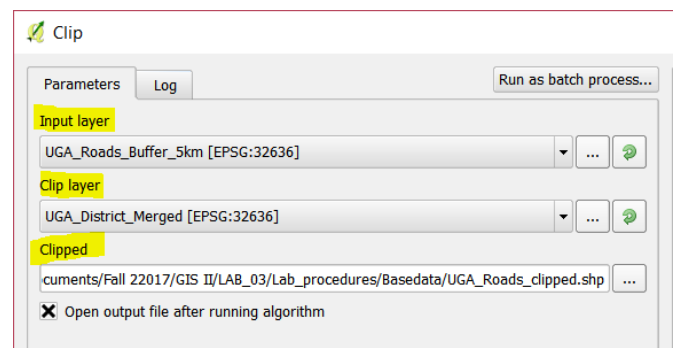 Clip
Parameters Log Run as batch process...
Input layer
UGA_Roads_Buffer_5km [EPSG:32636] ...
Clip layer
UGA_District_Merged [EPSG:32636] ...
Clipped
cuments/Fall 22017/GIS II/LAB_03/Lab_procedures/Basedata/UGA_Roads_clipped.shp ...
Open output file after running algorithm